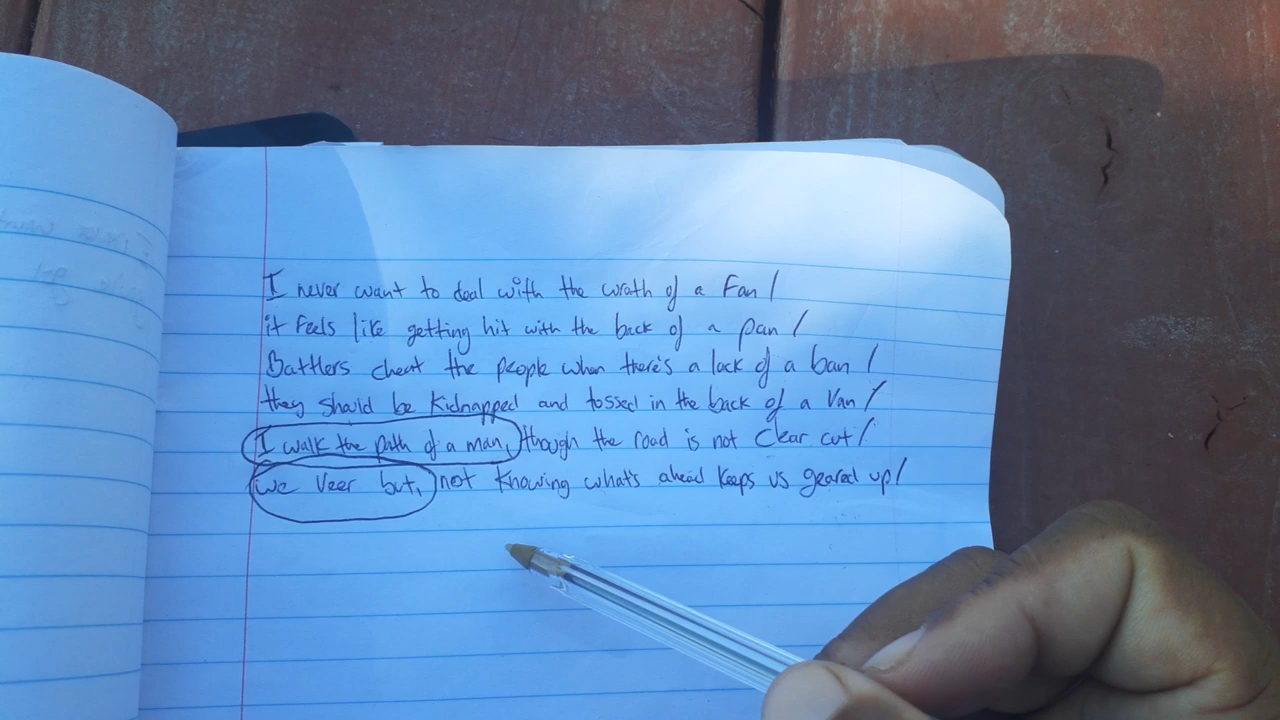 I never want to deal with the wrath of a Fan/
it feels like getting hit with the back of a pan/
Battlers cheat the people when there's a lack of a ban/
they should be kidnapped and tossed in the back of a van/
I walk the path of a man, though the road is not clear cut/
we veer but, not knowing what's ahead keeps us geared up/